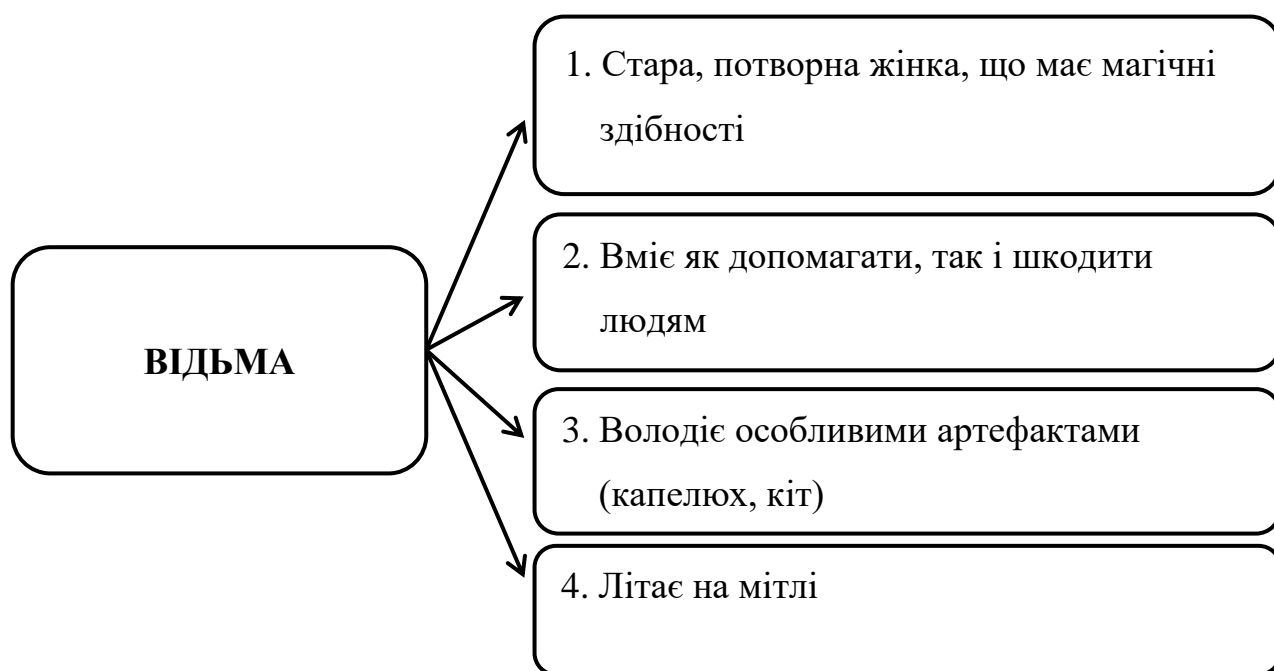 ВІДЬМА
1. Стара, потворна жінка, що має магічні
здібності
2. Вміє як допомагати, так і шкодити
людям
3. Володіє особливими артефактами
(капелюх, кіт)
4. Літає на мітлі